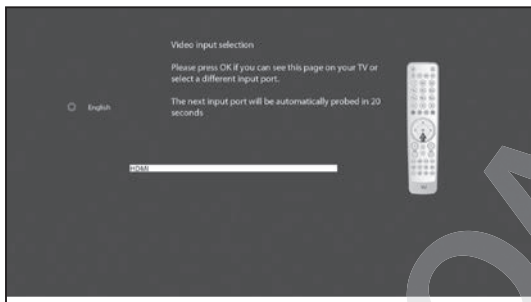 Video input selection
Please press OK if you can see this page on your TV or
select a different input port.
English
The next input port will be automatically probed in 20
seconds
HDMI